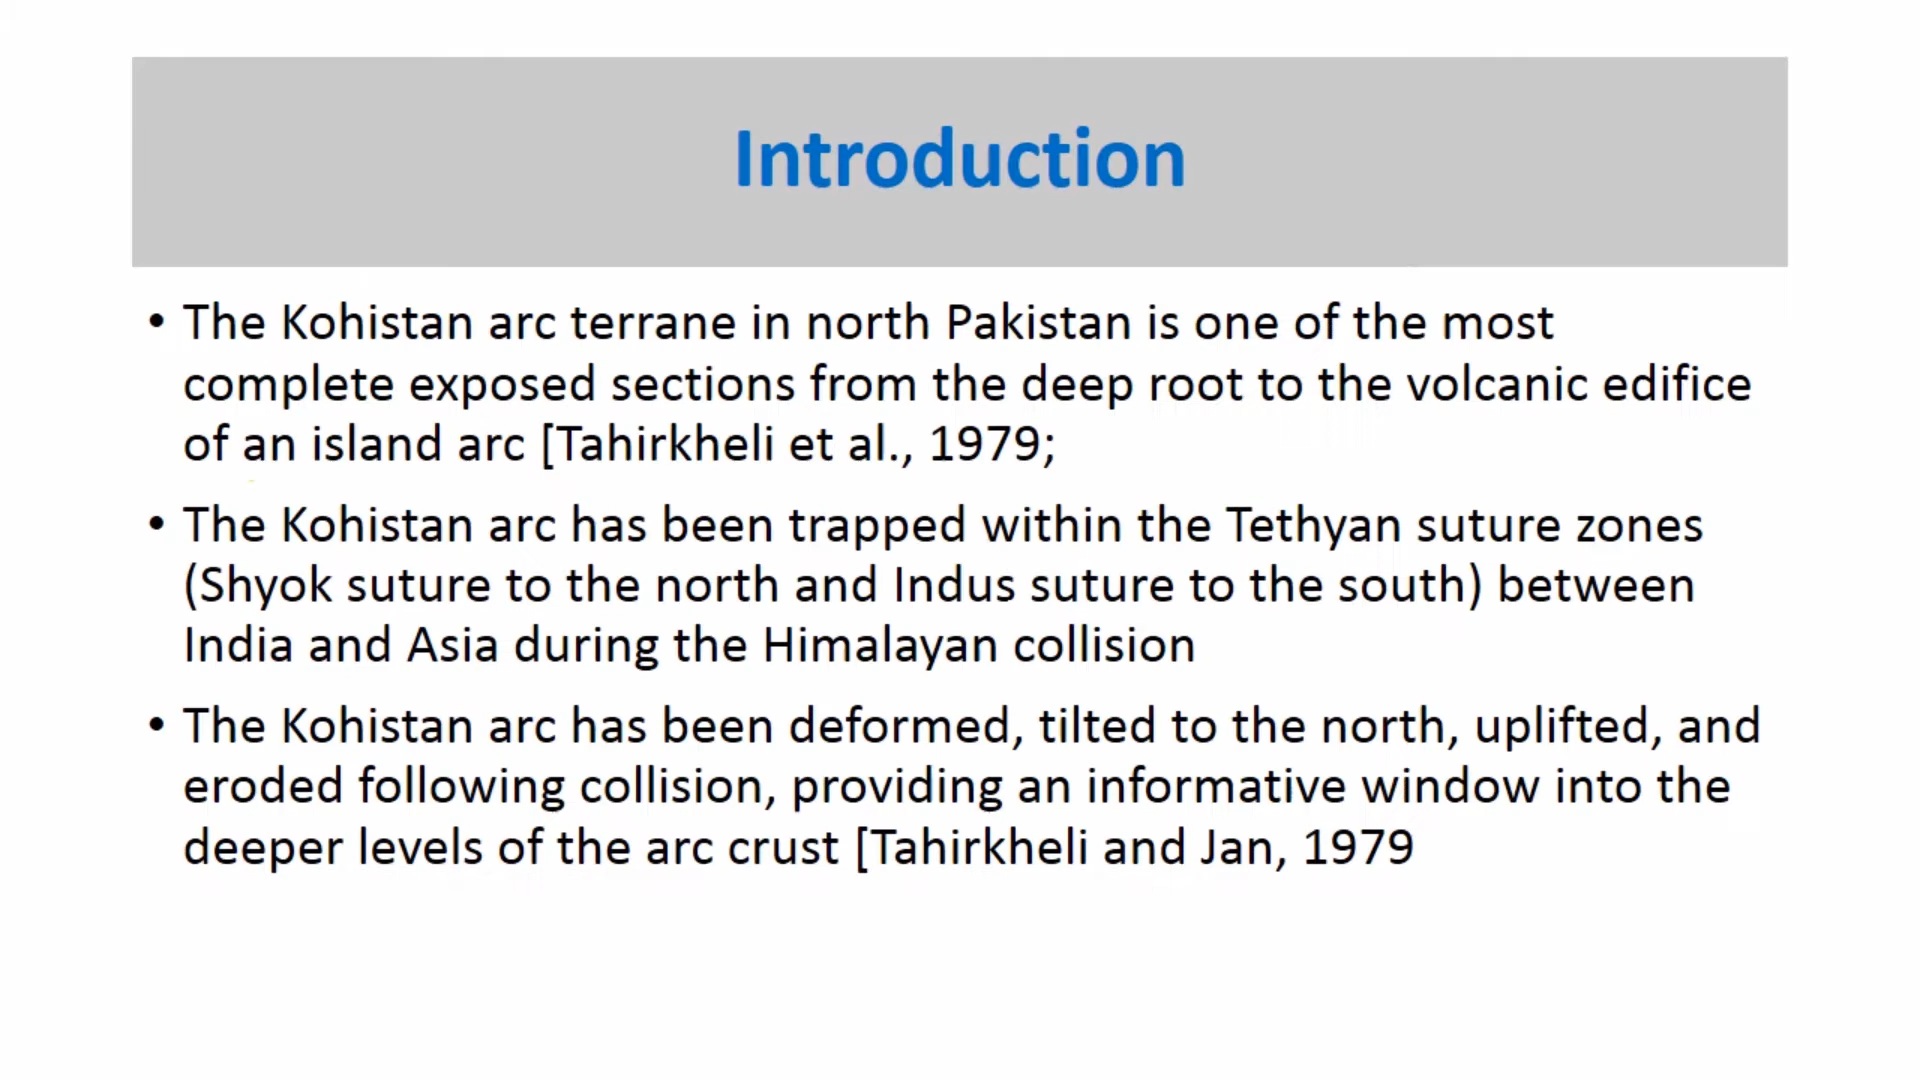 Introduction
• The Kohistan arc terrane in north Pakistan is one of the most
complete exposed sections from the deep root to the volcanic edifice
of an island arc [Tahirkheli et al., 1979;
• The Kohistan arc has been trapped within the Tethyan suture zones
(Shyok suture to the north and Indus suture to the south) between
India and Asia during the Himalayan collision
• The Kohistan arc has been deformed, tilted to the north, uplifted, and
eroded following collision, providing an informative window into the
deeper levels of the arc crust [Tahirkheli and Jan, 1979